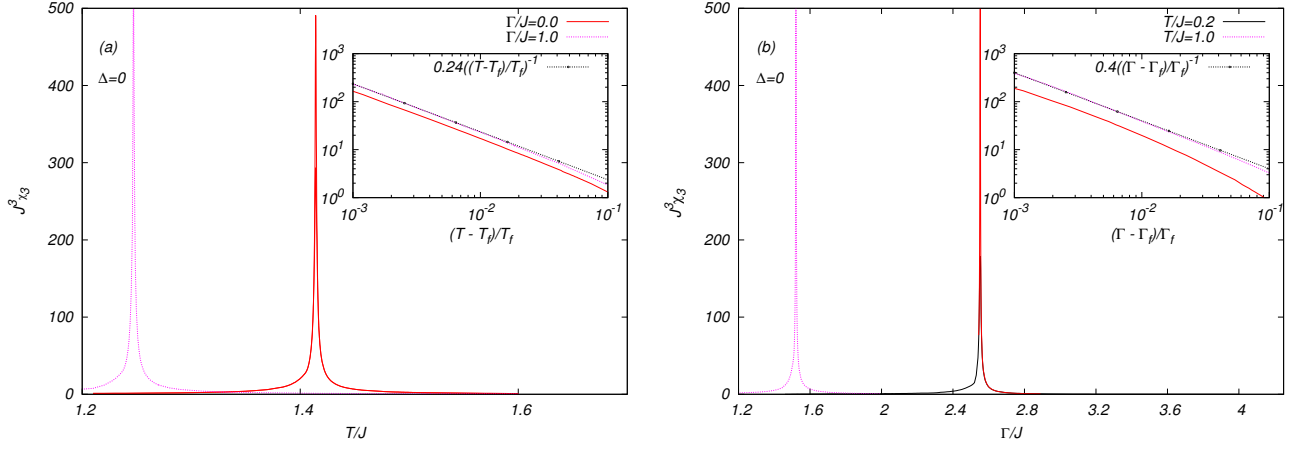 500
400
300
200
100
0
J³χ₃
(a)
Δ=0
Γ/J=0.0
Γ/J=1.0
0.24((T-T_f)/T_f)⁻¹
10³
10²
10¹
10⁰
10⁻³ 10⁻² 10⁻¹
(T - T_f)/T_f
1.2 1.4 1.6
T/J
500
400
300
200
100
0
J³χ₃
(b)
Δ=0
T/J=0.2
T/J=1.0
0.4((Γ - Γ_f)/Γ_f)⁻¹
10³
10²
10¹
10⁰
10⁻³ 10⁻² 10⁻¹
(Γ - Γ_f)/Γ_f
1.2 1.6 2 2.4 2.8 3.2 3.6 4
Γ/J